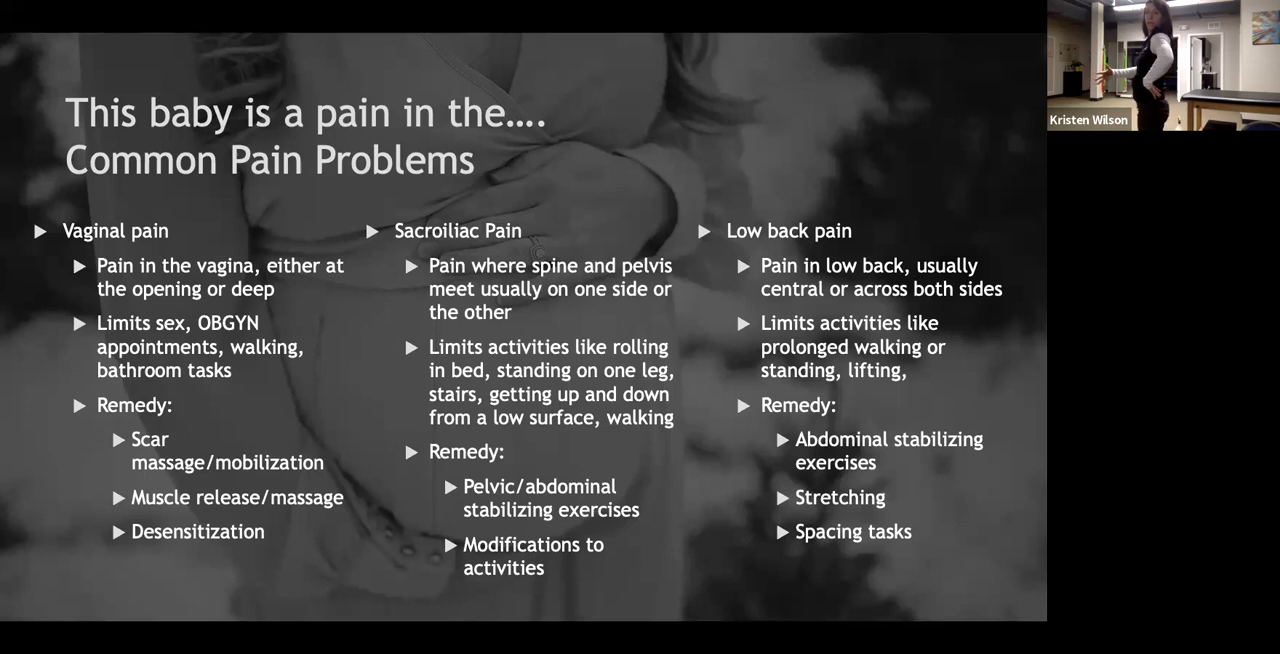 This baby is a pain in the....
Common Pain Problems
Vaginal pain
Pain in the vagina, either at
the opening or deep
Limits sex, OBGYN
appointments, walking,
bathroom tasks
Remedy:
Scar
massage/mobilization
Muscle release/massage
Desensitization
Sacroiliac Pain
Pain where spine and pelvis
meet usually on one side or
the other
Limits activities like rolling
in bed, standing on one leg,
stairs, getting up and down
from a low surface, walking
Remedy:
Pelvic/abdominal
stabilizing exercises
Modifications to
activities
Low back pain
Pain in low back, usually
central or across both sides
Limits activities like
prolonged walking or
standing, lifting,
Remedy:
Abdominal stabilizing
exercises
Stretching
Spacing tasks
Kristen Wilson